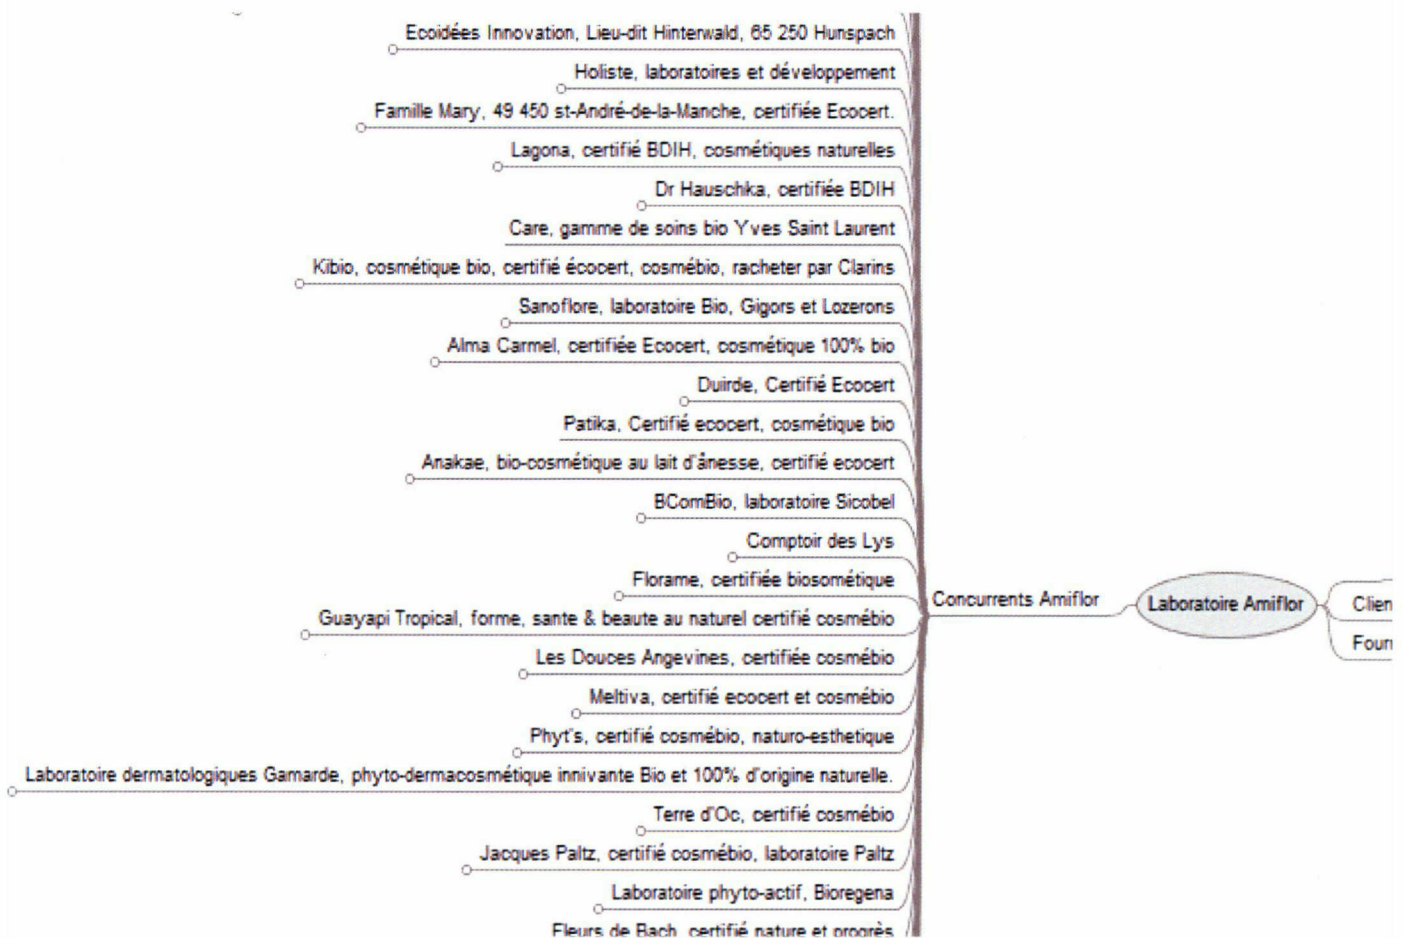 Ecoidées Innovation, Lieu-dit Hinterwald, 65 250 Hunspach
Holiste, laboratoires et développement
Famille Mary, 49 450 st-André-de-la-Manche, certifiée Ecocert.
Lagona, certifié BDIH, cosmétiques naturelles
Dr Hauschka, certifiée BDIH
Care, gamme de soins bio Yves Saint Laurent
Kibio, cosmétique bio, certifié écocert, cosmébio, racheter par Clarins
Sanoflore, laboratoire Bio, Gigors et Lozerons
Alma Carmel, certifiée Ecocert, cosmétique 100% bio
Duirde, Certifié Ecocert
Patika, Certifié ecocert, cosmétique bio
Anakae, bio-cosmétique au lait d'ânesse, certifié ecocert
BComBio, laboratoire Sicobel
Comptoir des Lys
Florame, certifiée biosométique
Guayapi Tropical, forme, sante & beaute au naturel certifié cosmébio
Les Douces Angevines, certifiée cosmébio
Meltiva, certifié ecocert et cosmébio
Phyt's, certifié cosmébio, naturo-esthetique
Laboratoire dermatologiques Gamarde, phyto-dermacosmétique innivante Bio et 100% d'origine naturelle.
Terre d'Oc, certifié cosmébio
Jacques Paltz, certifié cosmébio, laboratoire Paltz
Laboratoire phyto-actif, Bioregena
Fleurs de Bach, certifié nature et progrès
Concurrents Amiflor
Laboratoire Amiflor
Clien
Fourn